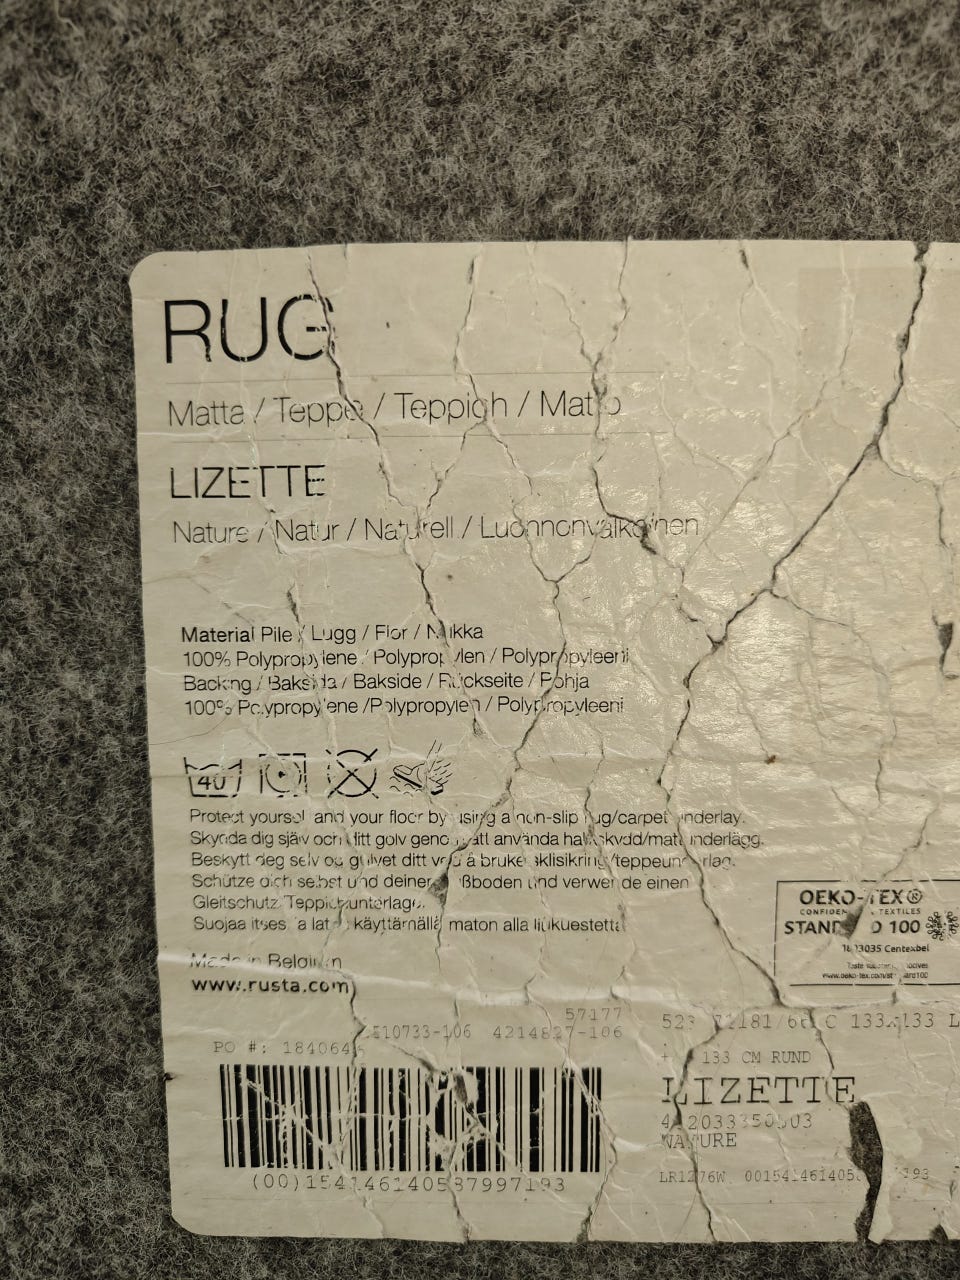 RUG
Matta / Teppe / Teppich / Matto
LIZETTE
Nature / Natur / Naturell / Luonnonvalkoinen
Material Pile / Lugg / Flor / Nukka
100% Polypropylene / Polypropylen / Polypropyleeni
Backing / Baksida / Bakside / Rückseite / Pohja
100% Polypropylene / Polypropylen / Polypropyleeni
40
Protect yourself and your floor by using a non-slip rug/carpet underlay.
Skydda dig själv och ditt golv genom att använda halkskydd/mattunderlägg.
Beskytt deg selv og gulvet ditt ved å bruke sklisikring/teppeunderlag.
Schütze dich selbst und deinen Fußboden und verwende einen
Gleitschutz/Teppichunterlage.
Suojaa itsesi ja lattia käyttämällä maton alla liukuestettä
Made in Belgium
www.rusta.com
OEKO-TEX®
CONFIDENCE IN TEXTILES
STANDARD 100
Centexbel
57177
4214827-106
PO #:
133x133
133 CM RUND
LIZETTE
NATURE
LR1276W